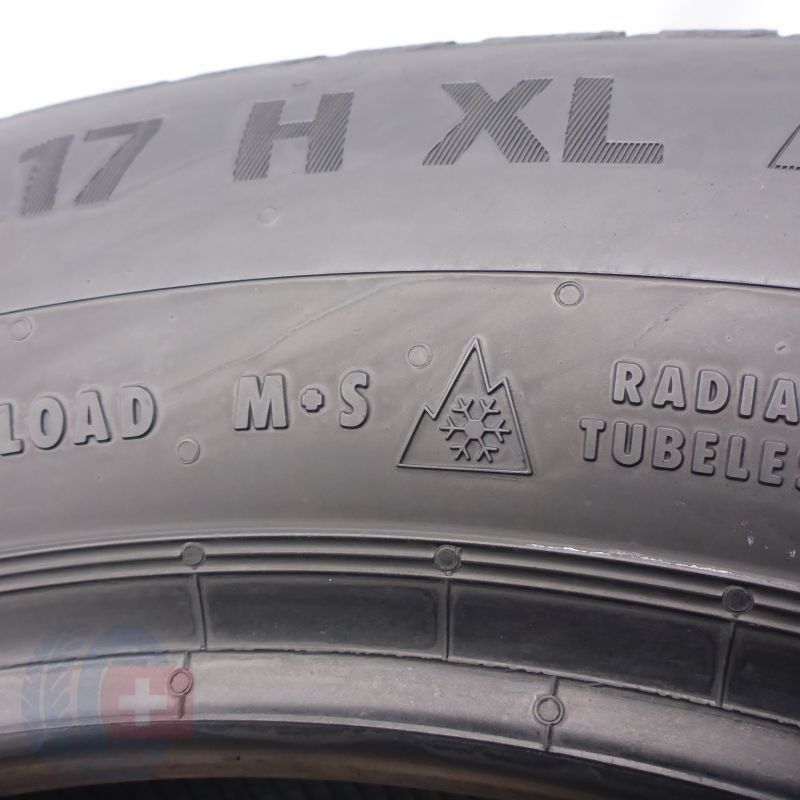 17 H XL
LOAD M+S
RADIA
TUBELES